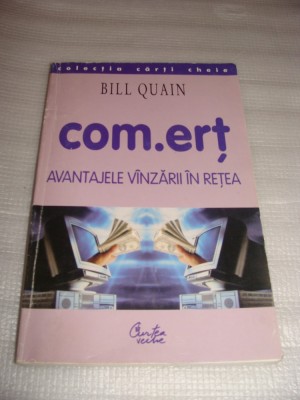 colecția cărți cheie
BILL QUAIN
com.erț
AVANTAJELE VÎNZĂRII ÎN REȚEA
Curtea
veche